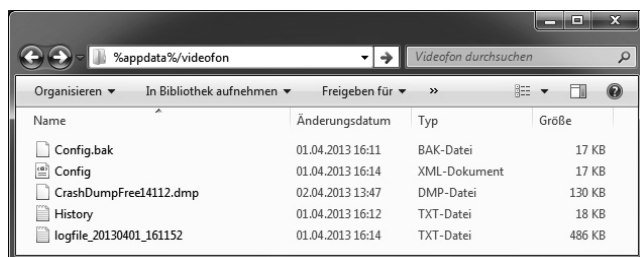 %appdata%/videofon
Videofon durchsuchen
Organisieren In Bibliothek aufnehmen Freigeben für »
Name Änderungsdatum Typ Größe
Config.bak 01.04.2013 16:11 BAK-Datei 17 KB
Config 01.04.2013 16:14 XML-Dokument 17 KB
CrashDumpFree14112.dmp 02.04.2013 13:47 DMP-Datei 130 KB
History 01.04.2013 16:12 TXT-Datei 18 KB
logfile_20130401_161152 01.04.2013 16:14 TXT-Datei 486 KB